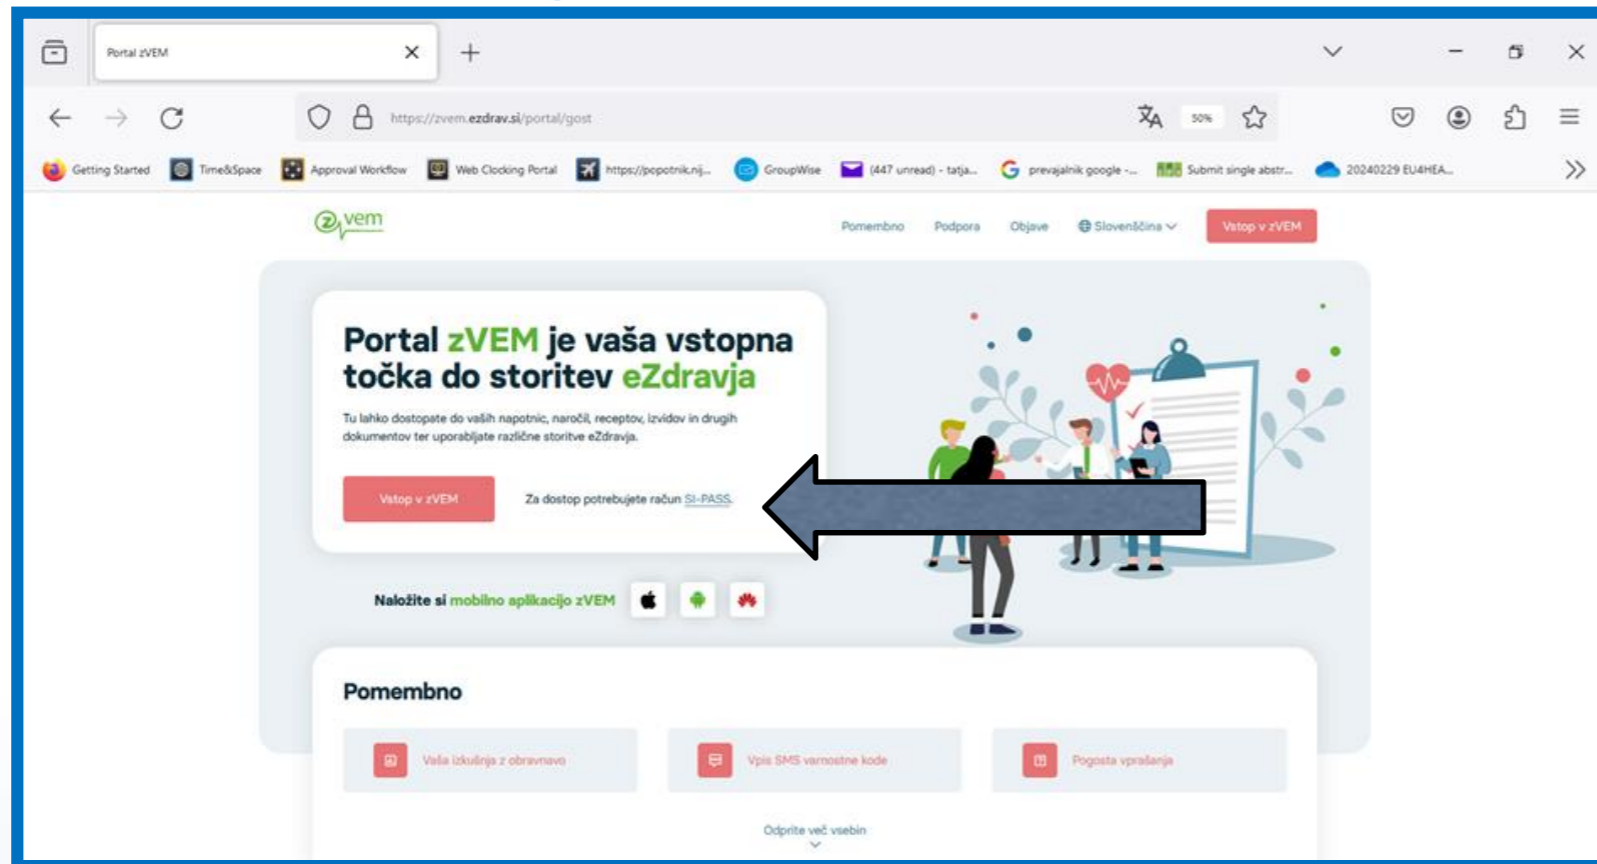 Portal zVEM
https://zvem.ezdrav.si/portal/gost
50%
Getting Started
Time&Space
Approval Workflow
Web Clocking Portal
https://popotnik.nij...
GroupWise
(447 unread) - tatja...
prevajalnik google -...
Submit single abstr...
20240229 EU4HEA...
z vem
Pomembno
Podpora
Objave
Slovenščina
Vstop v zVEM
Portal zVEM je vaša vstopna
točka do storitev eZdravja
Tu lahko dostopate do vaših napotnic, naročil, receptov, izvidov in drugih
dokumentov ter uporabljate različne storitve eZdravja.
Vstop v zVEM
Za dostop potrebujete račun SI-PASS.
Naložite si mobilno aplikacijo zVEM
Pomembno
Vaša izkušnja z obravnavo
Vpis SMS varnostne kode
Pogosta vprašanja
Odprite več vsebin